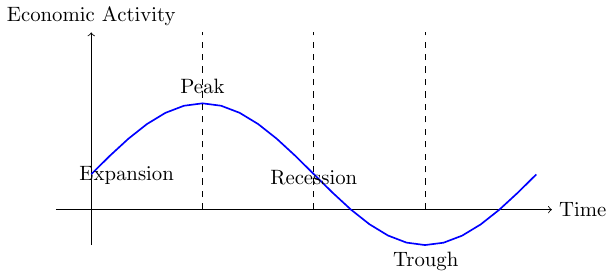 Economic Activity
Peak
Expansion
Recession
Time
Trough